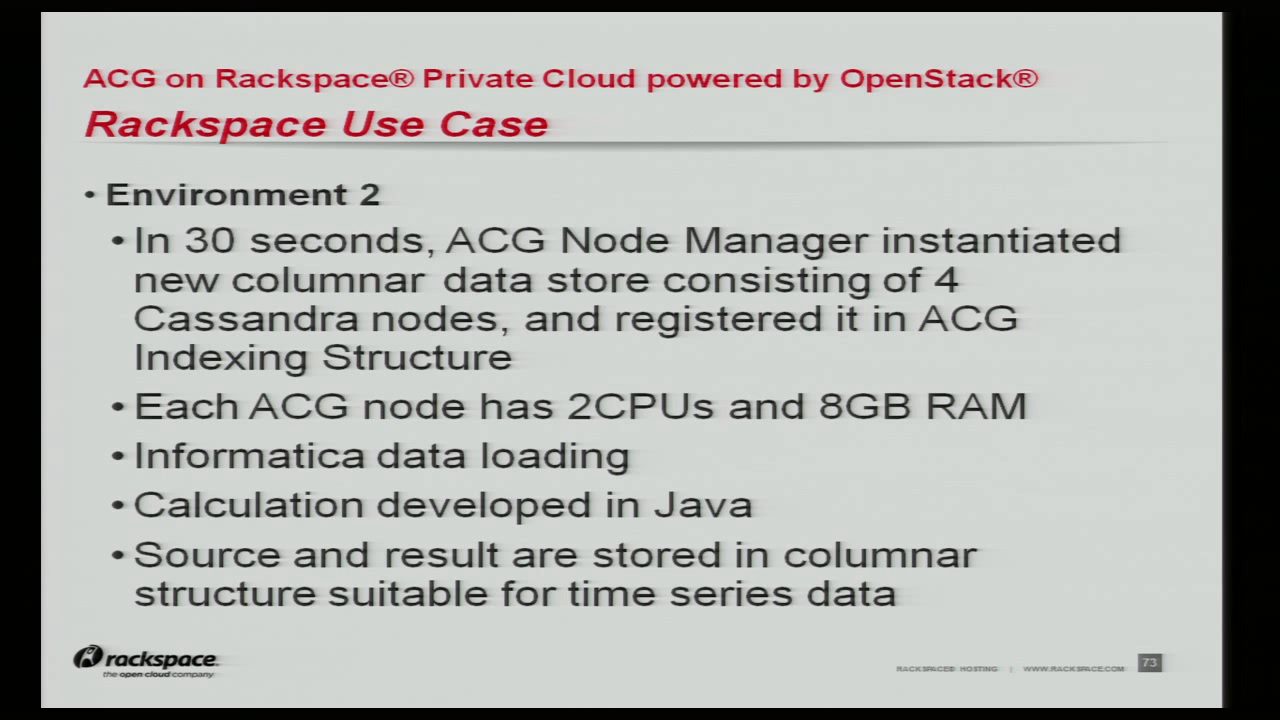 ACG on Rackspace® Private Cloud powered by OpenStack®
Rackspace Use Case
• Environment 2
• In 30 seconds, ACG Node Manager instantiated
new columnar data store consisting of 4
Cassandra nodes, and registered it in ACG
Indexing Structure
• Each ACG node has 2CPUs and 8GB RAM
• Informatica data loading
• Calculation developed in Java
• Source and result are stored in columnar
structure suitable for time series data
rackspace.
the open cloud company
RACKSPACE® HOSTING | WWW.RACKSPACE.COM
73